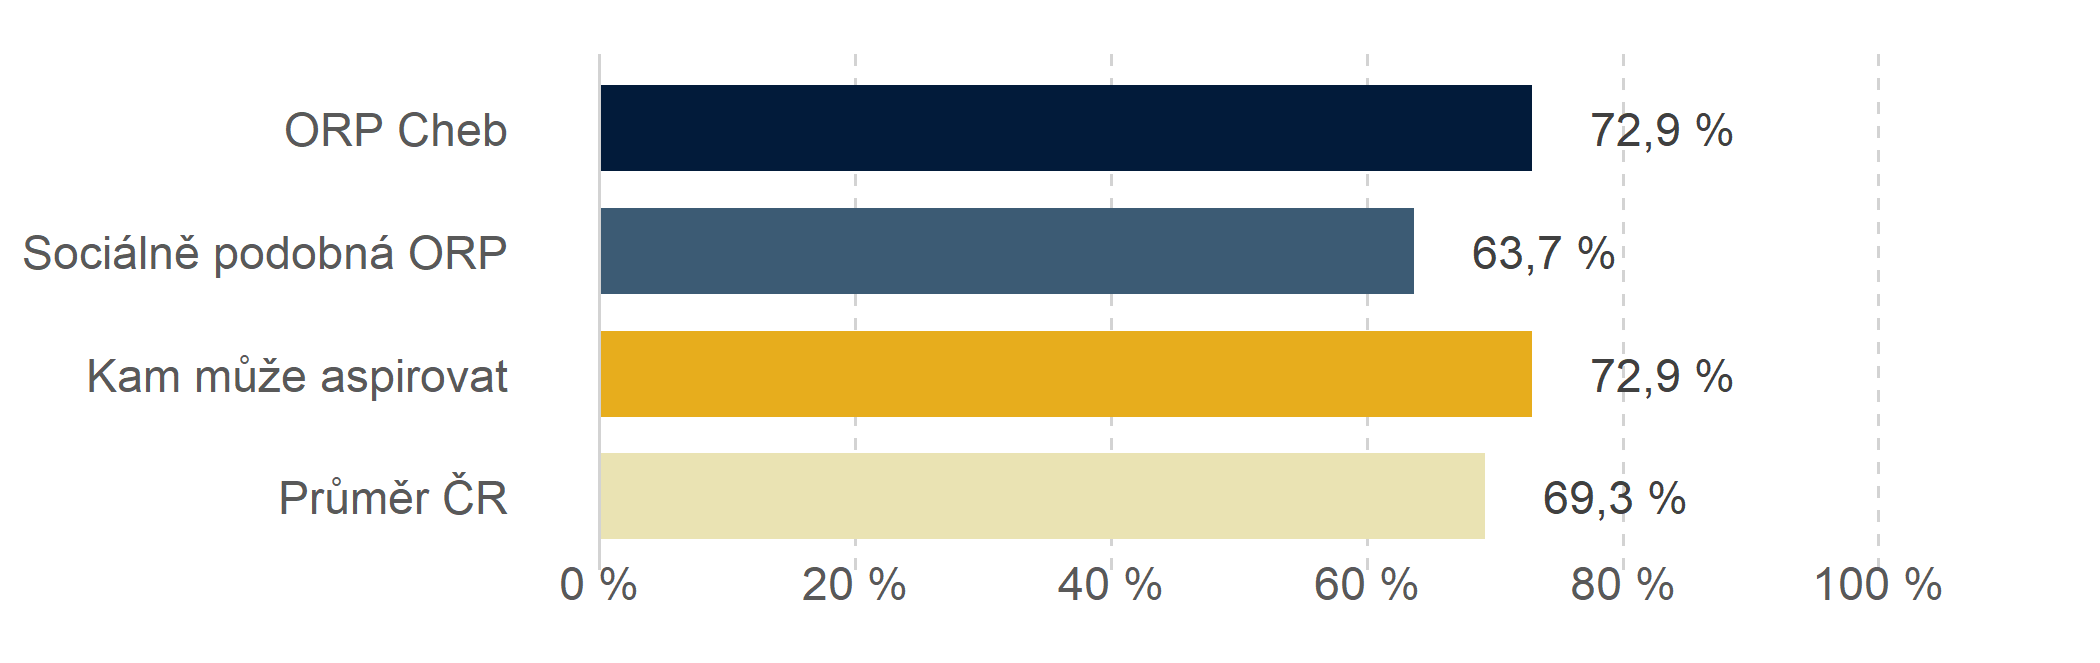 ORP Cheb 72,9 %
Sociálně podobná ORP 63,7 %
Kam může aspirovat 72,9 %
Průměr ČR 69,3 %
0 % 20 % 40 % 60 % 80 % 100 %